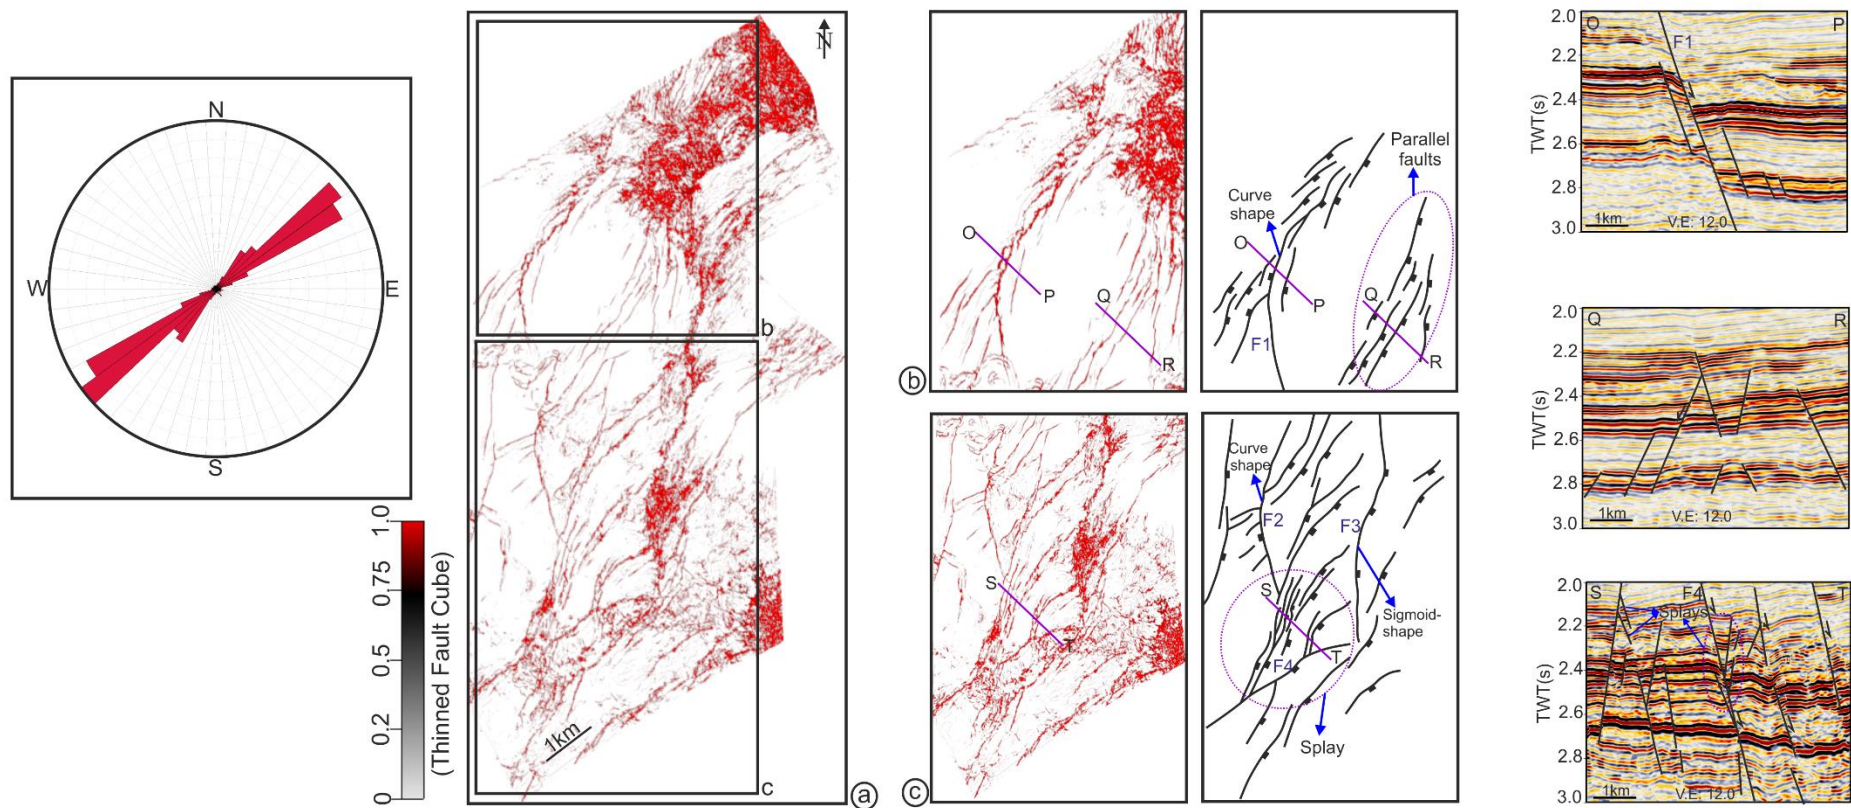 N
W
E
S
1.0
0.75
0.5
0.2
0
(Thinned Fault Cube)
N
b
c
1km
a
O
P
Q
R
b
Parallel
faults
Curve
shape
O
P
Q
R
F1
S
T
c
Curve
shape
F2
F3
S
T
F4
Sigmoid-
shape
Splay
O
P
F1
2.0
2.2
2.4
2.6
2.8
3.0
TWT(s)
1km
V.E: 12.0
Q
R
2.0
2.2
2.4
2.6
2.8
3.0
TWT(s)
1km
V.E: 12.0
S
F4
T
Splays
2.0
2.2
2.4
2.6
2.8
3.0
TWT(s)
1km
V.E: 12.0